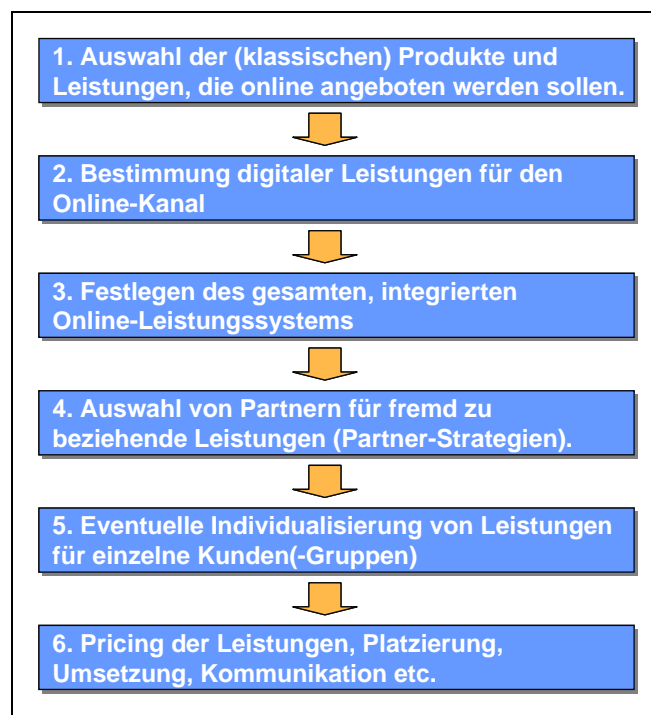 1. Auswahl der (klassischen) Produkte und
Leistungen, die online angeboten werden sollen.
2. Bestimmung digitaler Leistungen für den
Online-Kanal
3. Festlegen des gesamten, integrierten
Online-Leistungssystems
4. Auswahl von Partnern für fremd zu
beziehende Leistungen (Partner-Strategien).
5. Eventuelle Individualisierung von Leistungen
für einzelne Kunden(-Gruppen)
6. Pricing der Leistungen, Platzierung,
Umsetzung, Kommunikation etc.